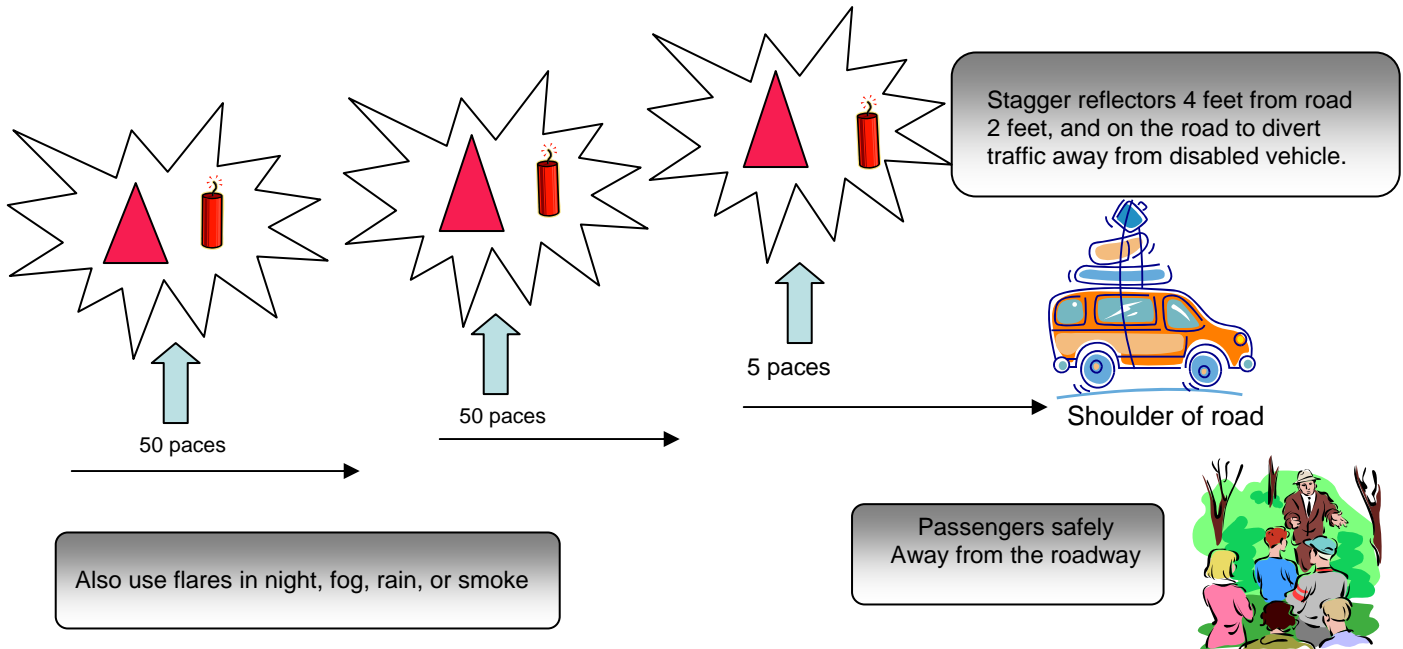 Stagger reflectors 4 feet from road
2 feet, and on the road to divert
traffic away from disabled vehicle.
5 paces
50 paces
50 paces
Shoulder of road
Also use flares in night, fog, rain, or smoke
Passengers safely
Away from the roadway